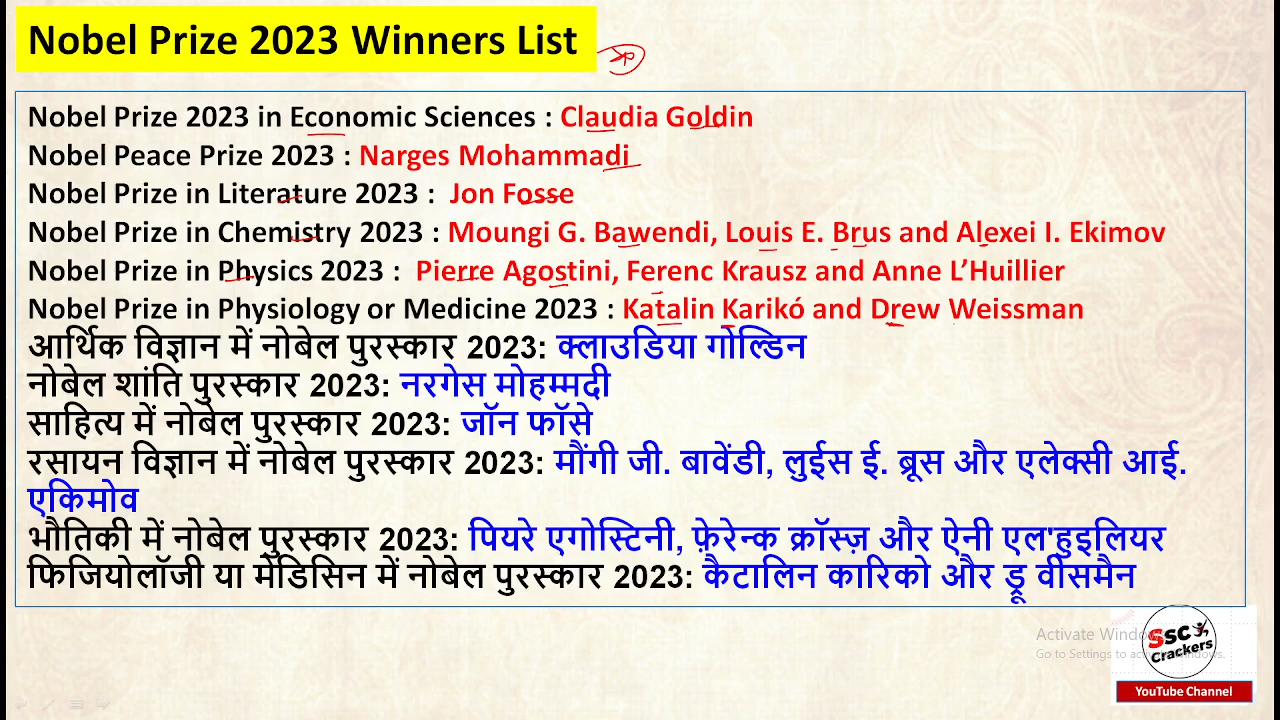 Nobel Prize 2023 Winners List
Nobel Prize 2023 in Economic Sciences : Claudia Goldin
Nobel Peace Prize 2023 : Narges Mohammadi
Nobel Prize in Literature 2023 : Jon Fosse
Nobel Prize in Chemistry 2023 : Moungi G. Bawendi, Louis E. Brus and Alexei I. Ekimov
Nobel Prize in Physics 2023 : Pierre Agostini, Ferenc Krausz and Anne L’Huillier
Nobel Prize in Physiology or Medicine 2023 : Katalin Karikó and Drew Weissman
आर्थिक विज्ञान में नोबेल पुरस्कार 2023: क्लाउडिया गोल्डिन
नोबेल शांति पुरस्कार 2023: नरगेस मोहम्मदी
साहित्य में नोबेल पुरस्कार 2023: जॉन फॉसे
रसायन विज्ञान में नोबेल पुरस्कार 2023: मौंगी जी. बावेंडी, लुईस ई. ब्रूस और एलेक्सी आई.
एकिमोव
भौतिकी में नोबेल पुरस्कार 2023: पियरे एगोस्टिनी, फ़ेरेन्क क्रॉस्ज़ और ऐनी एल'हुइलियर
फिजियोलॉजी या मेडिसिन में नोबेल पुरस्कार 2023: कैटालिन कारिको और ड्रू वीसमैन
Activate Windows
Go to Settings to activate Windows.
SSC
Crackers
YouTube Channel